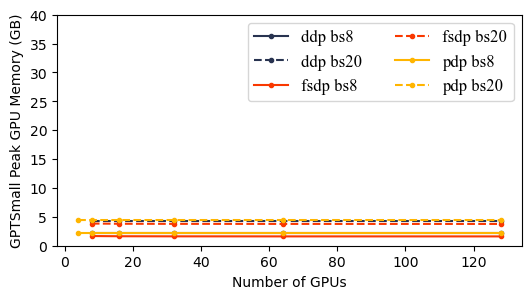 GPTSmall Peak GPU Memory (GB)
40
35
30
25
20
15
10
5
0
ddp bs8
ddp bs20
fsdp bs8
fsdp bs20
pdp bs8
pdp bs20
0 20 40 60 80 100 120
Number of GPUs